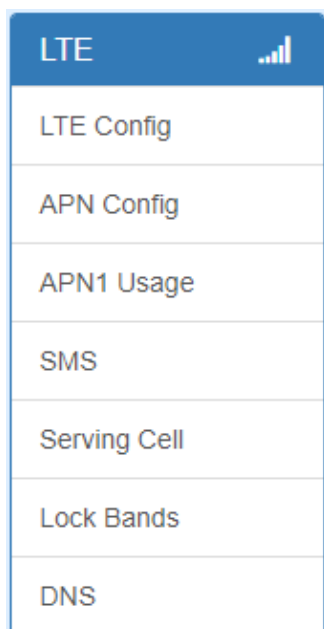 LTE
LTE Config
APN Config
APN1 Usage
SMS
Serving Cell
Lock Bands
DNS